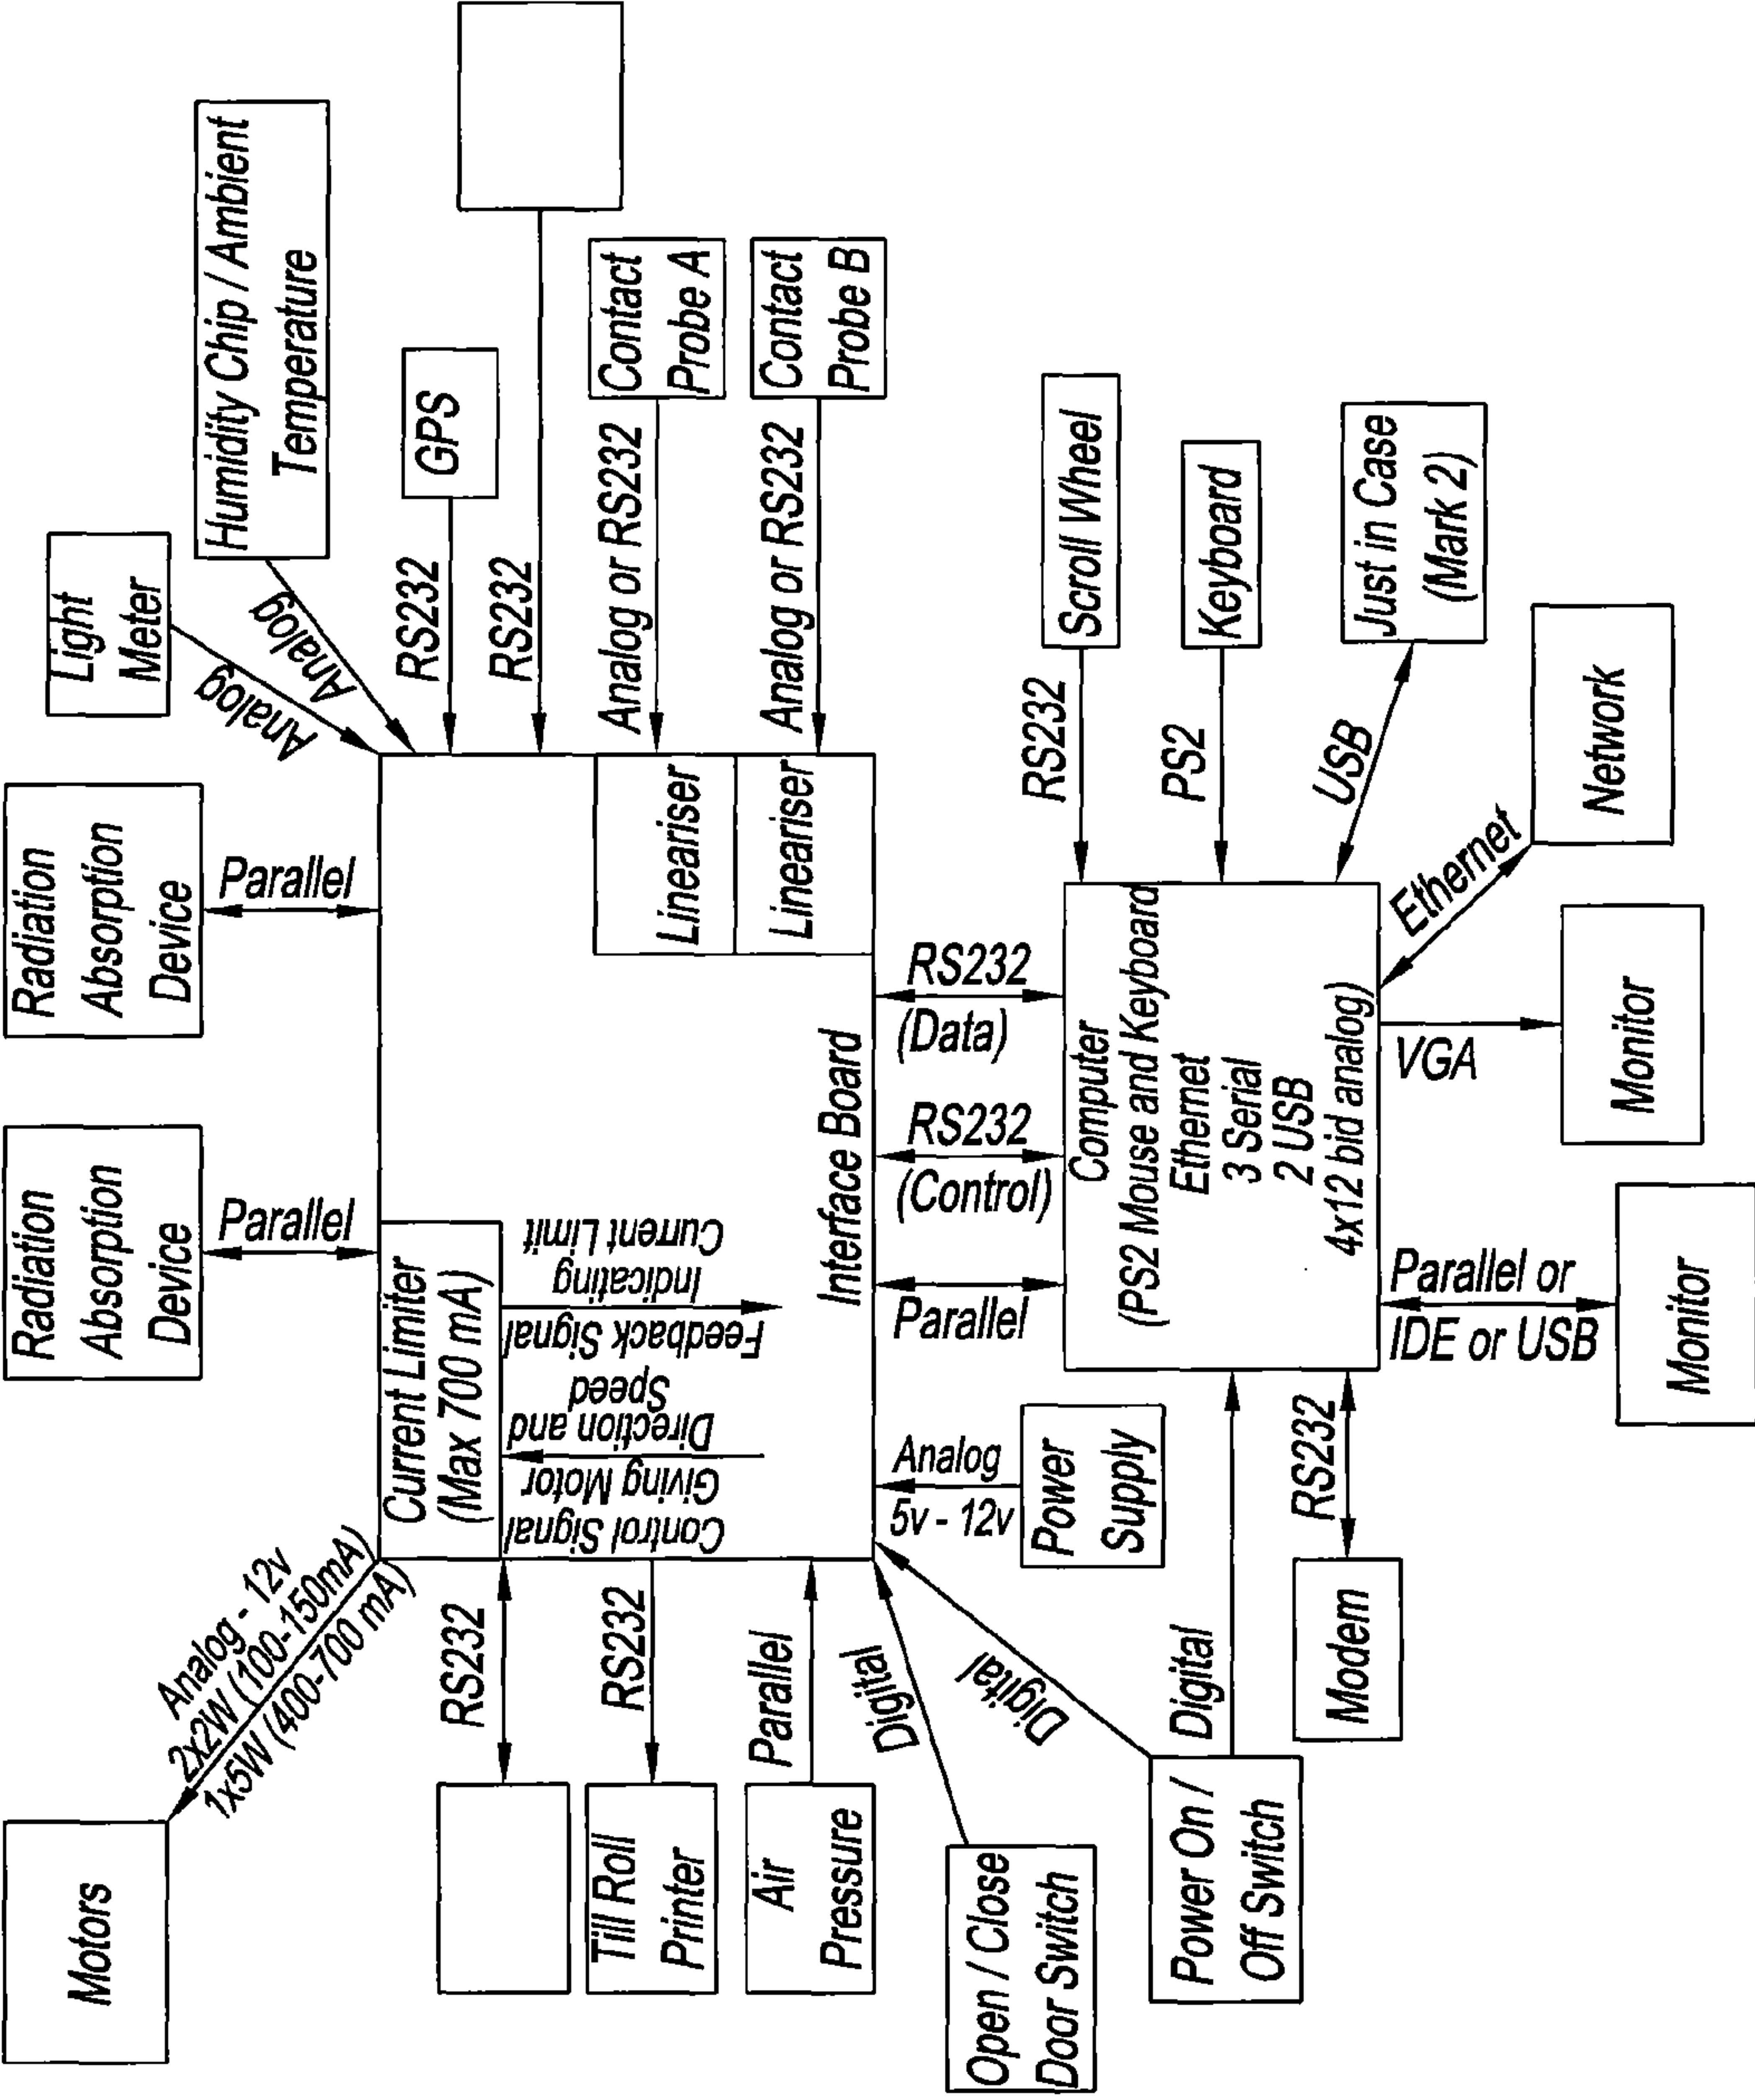 Motors
Analog - 12v
2x2W (100-150mA)
1x5W (400-700 mA)
Radiation
Absorption
Device
Parallel
Radiation
Absorption
Device
Parallel
Light
Meter
Analog
Humidity Chip / Ambient
Temperature
Analog
Current Limiter
(Max 700 mA)
Control Signal
Giving Motor
Direction and
Speed
Feedback Signal
Indicating
Current Limit
GPS
RS232
RS232
RS232
Till Roll
Printer
RS232
Contact
Probe A
Analog or RS232
Lineariser
Contact
Probe B
Analog or RS232
Lineariser
Air
Pressure
Parallel
Interface Board
Open / Close
Door Switch
Digital
Power On /
Off Switch
Digital
Digital
Analog
5v - 12v
Power
Supply
Parallel
RS232
(Control)
RS232
(Data)
Computer
(PS2 Mouse and Keyboard
Ethernet
3 Serial
2 USB
4x12 bid analog)
RS232
Scroll Wheel
PS2
Keyboard
USB
Just in Case
(Mark 2)
RS232
Modem
Parallel or
IDE or USB
Monitor
VGA
Monitor
Ethernet
Network